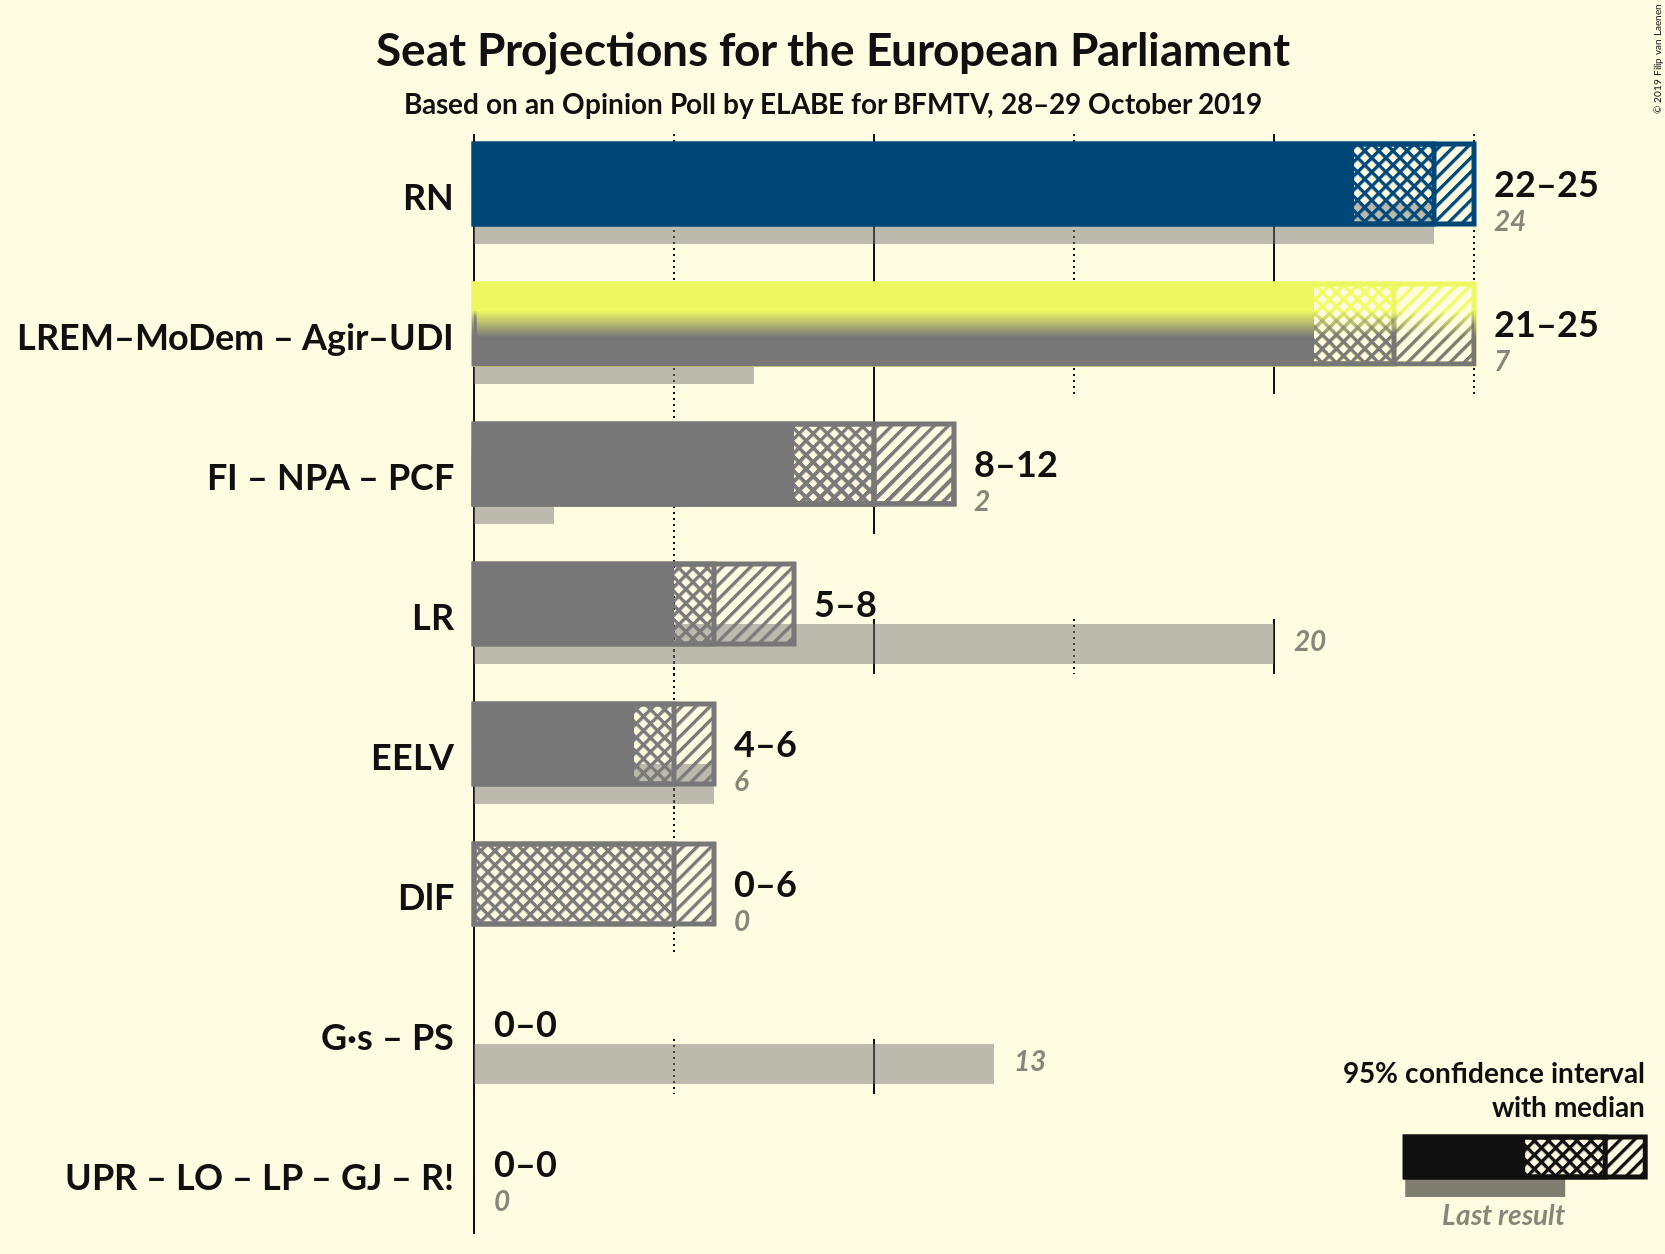 Seat Projections for the European Parliament
Based on an Opinion Poll by ELABE for BFMTV, 28–29 October 2019
© 2019 Filip van Laenen
RN
22–25
24
LREM–MoDem – Agir–UDI
21–25
7
FI – NPA – PCF
8–12
2
LR
5–8
20
EELV
4–6
6
DlF
0–6
0
G·s – PS
0–0
13
UPR – LO – LP – GJ – R!
0–0
0
95% confidence interval
with median
Last result